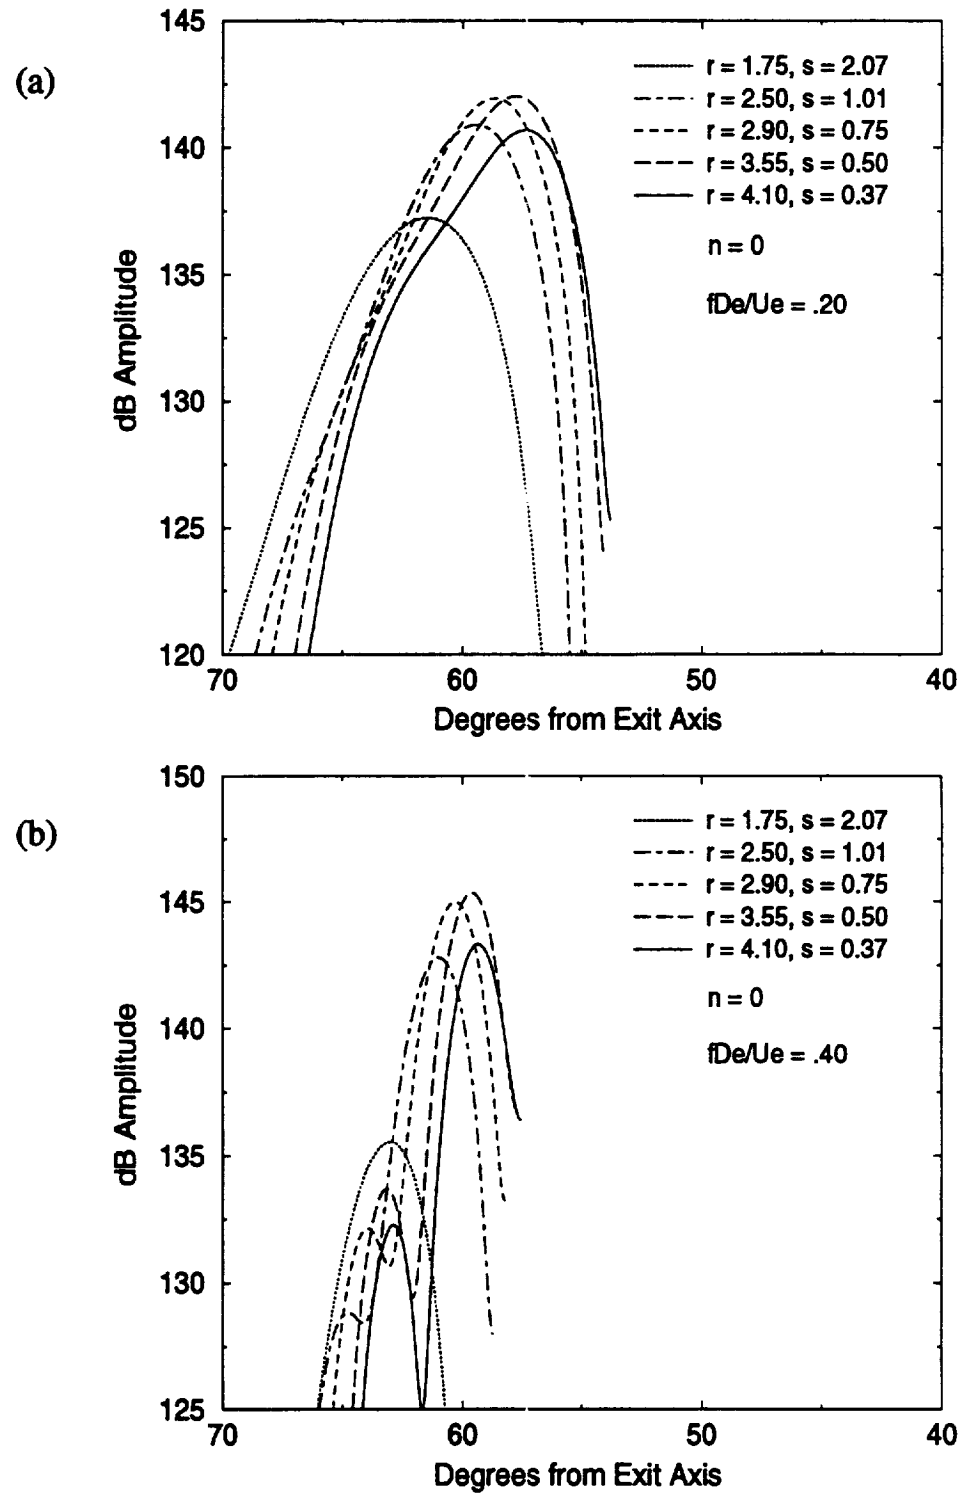 (a)
145
140
135
130
125
120
dB Amplitude
r = 1.75, s = 2.07
r = 2.50, s = 1.01
r = 2.90, s = 0.75
r = 3.55, s = 0.50
r = 4.10, s = 0.37
n = 0
fDe/Ue = .20
70 60 50 40
Degrees from Exit Axis
(b)
150
145
140
135
130
125
dB Amplitude
r = 1.75, s = 2.07
r = 2.50, s = 1.01
r = 2.90, s = 0.75
r = 3.55, s = 0.50
r = 4.10, s = 0.37
n = 0
fDe/Ue = .40
70 60 50 40
Degrees from Exit Axis